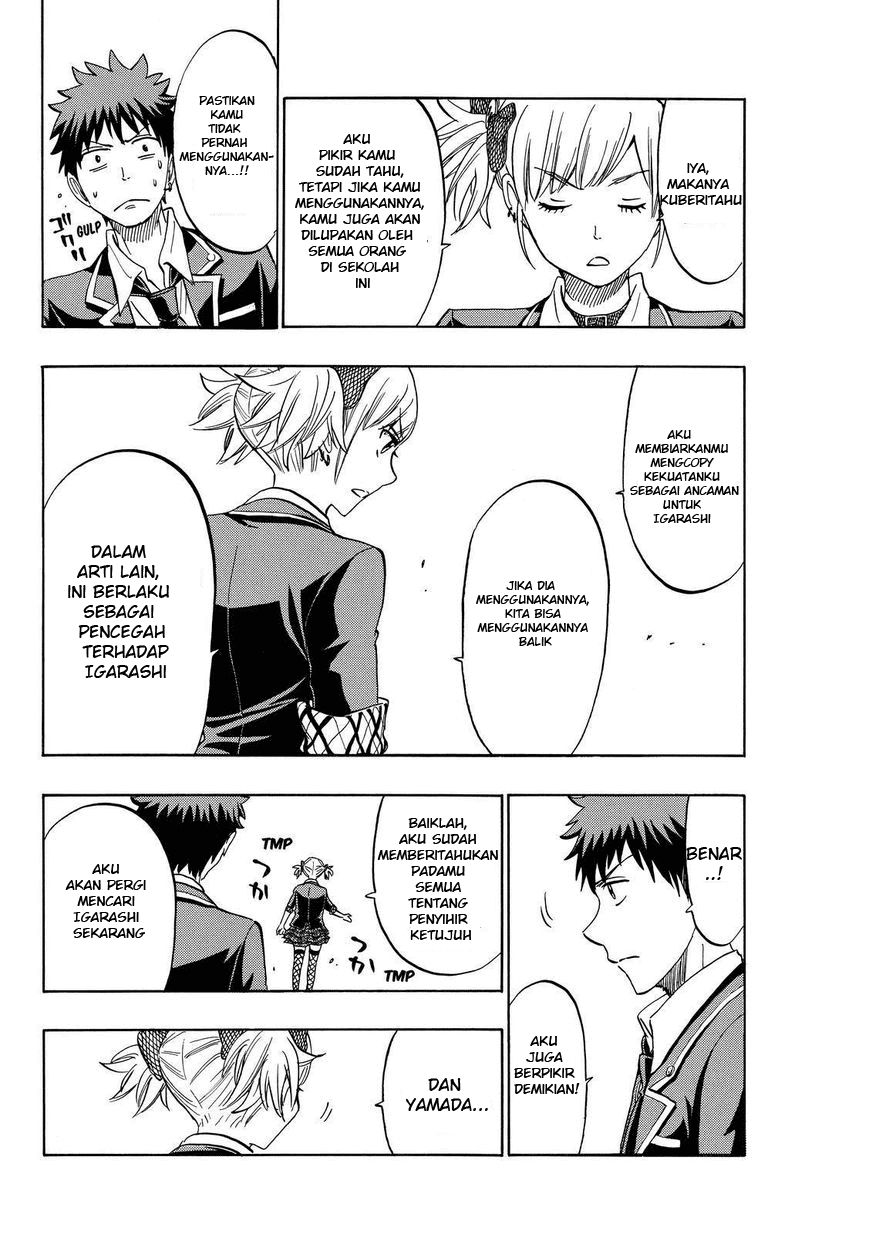 IYA,
MAKANYA
KUBERITAHU
AKU
PIKIR KAMU
SUDAH TAHU,
TETAPI JIKA KAMU
MENGGUNAKANNYA,
KAMU JUGA AKAN
DILUPAKAN OLEH
SEMUA ORANG
DI SEKOLAH
INI
PASTIKAN
KAMU
TIDAK
PERNAH
MENGGUNAKAN-
NYA...!!
ゴクッ
GULP
AKU
MEMBIARKANMU
MENGCOPY
KEKUATANKU
SEBAGAI ANCAMAN
UNTUK
IGARASHI
JIKA DIA
MENGGUNAKANNYA,
KITA BISA
MENGGUNAKANNYA
BALIK
DALAM
ARTI LAIN,
INI BERLAKU
SEBAGAI
PENCEGAH
TERHADAP
IGARASHI
BENAR
..!
AKU
JUGA
BERPIKIR
DEMIKIAN!
BAIKLAH,
AKU SUDAH
MEMBERITAHUKAN
PADAMU
SEMUA
TENTANG
PENYIHIR
KETUJUH
TMP
つか
つか
TMP
AKU
AKAN PERGI
MENCARI
IGARASHI
SEKARANG
DAN
YAMADA...